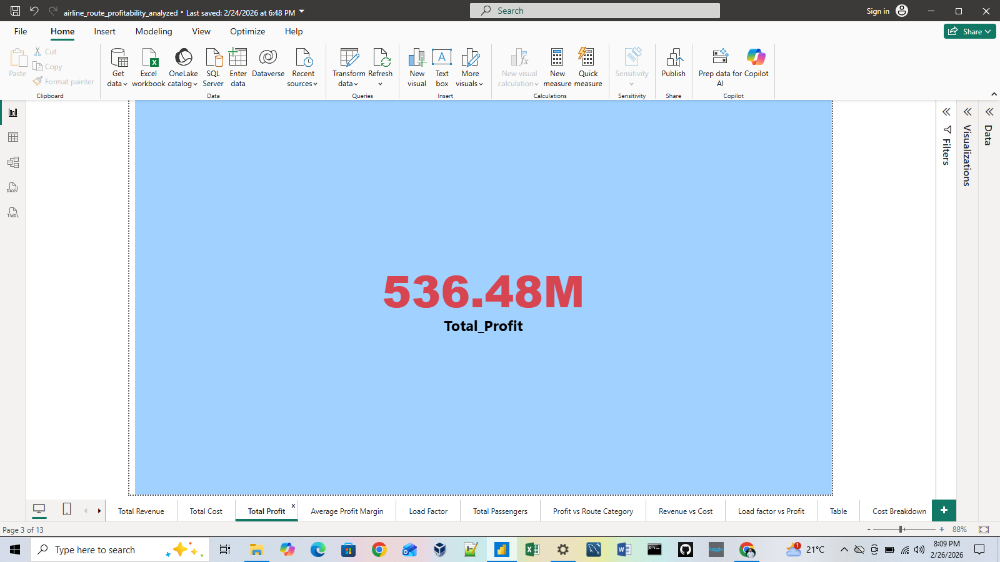 airline_route_profitability_analyzed • Last saved: 2/24/2026 at 6:48 PM
Search
Sign in
File
Home
Insert
Modeling
View
Optimize
Help
Share
Paste
Cut
Copy
Format painter
Clipboard
Get
data
Excel
workbook
OneLake
catalog
SQL
Server
Enter
data
Dataverse
Recent
sources
Data
Transform
data
Refresh
Queries
New
visual
Text
box
More
visuals
Insert
New visual
calculation
New
measure
Quick
measure
Calculations
Sensitivity
Sensitivity
Publish
Share
Prep data for
AI
Copilot
Copilot
DAX
TMDL
Filters
Visualizations
Data
536.48M
Total_Profit
Total Revenue
Total Cost
Total Profit
x
Average Profit Margin
Load Factor
Total Passengers
Profit vs Route Category
Revenue vs Cost
Load factor vs Profit
Table
Cost Breakdown
+
Page 3 of 13
- + 88%
Type here to search
kaggle
1
21°C
8:09 PM
2/26/2026